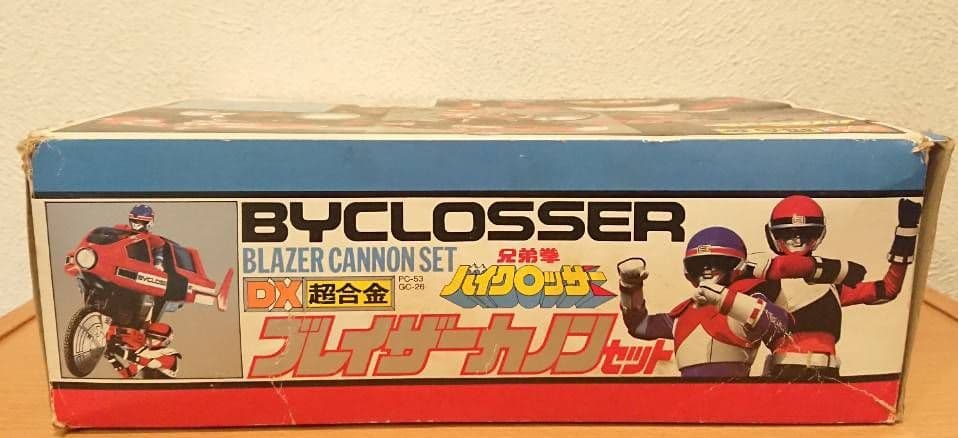 BYCLOSSER
BLAZER CANNON SET
DX 超合金
PC-53
GC-26
兄弟拳
バイクロッサー
ブレイザーカノンセット
BYCLOSSER